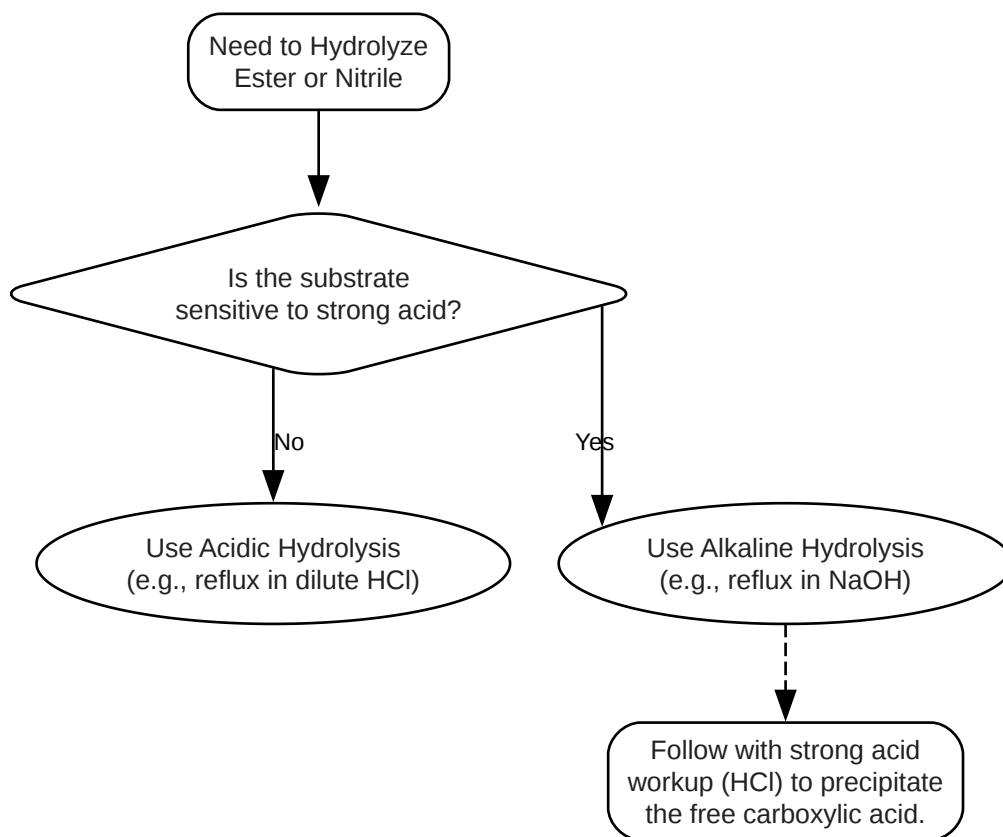 Need to Hydrolyze
Ester or Nitrile
Is the substrate
sensitive to strong acid?
No
Yes
Use Acidic Hydrolysis
(e.g., reflux in dilute HCl)
Use Alkaline Hydrolysis
(e.g., reflux in NaOH)
Follow with strong acid
workup (HCl) to precipitate
the free carboxylic acid.